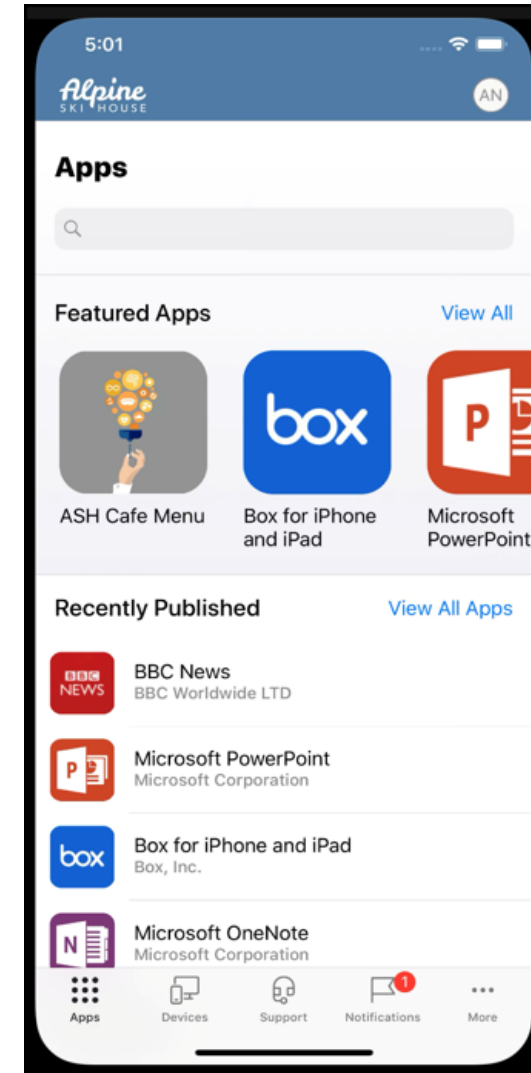 5:01
Alpine
SKI HOUSE
AN
Apps
Featured Apps
View All
box
P
ASH Cafe Menu
Box for iPhone
and iPad
Microsoft
PowerPoint
Recently Published
View All Apps
BBC
NEWS
BBC News
BBC Worldwide LTD
P
Microsoft PowerPoint
Microsoft Corporation
box
Box for iPhone and iPad
Box, Inc.
N
Microsoft OneNote
Microsoft Corporation
1
Apps
Devices
Support
Notifications
More